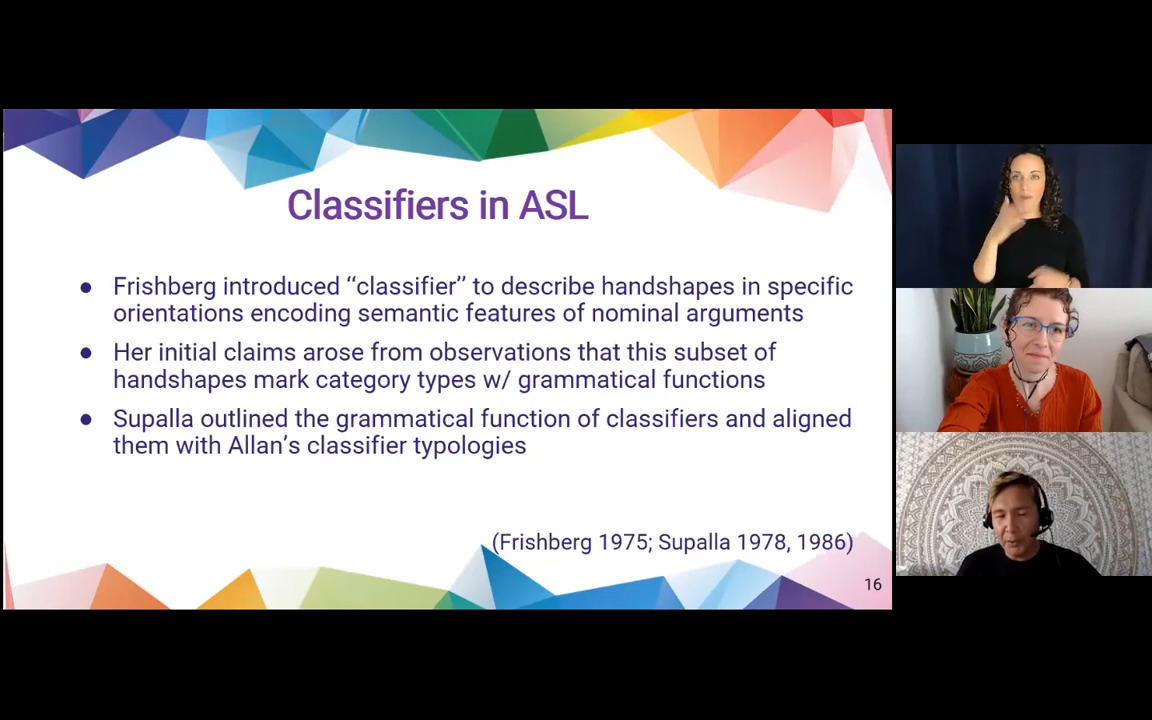 Classifiers in ASL
● Frishberg introduced “classifier” to describe handshapes in specific
orientations encoding semantic features of nominal arguments
● Her initial claims arose from observations that this subset of
handshapes mark category types w/ grammatical functions
● Supalla outlined the grammatical function of classifiers and aligned
them with Allan’s classifier typologies
(Frishberg 1975; Supalla 1978, 1986)
16